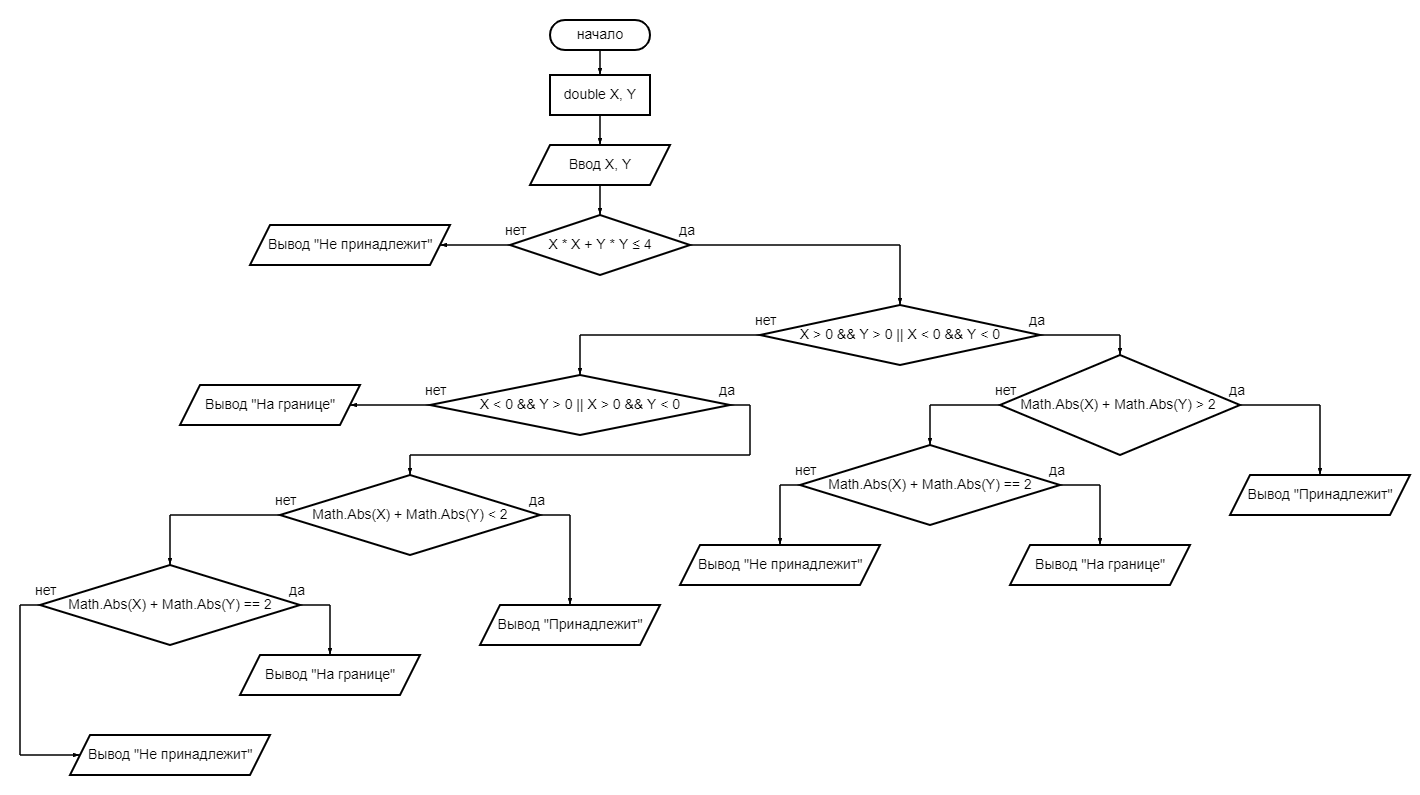 начало
double X, Y
Ввод X, Y
нет
да
X * X + Y * Y ≤ 4
Вывод "Не принадлежит"
нет
да
X > 0 && Y > 0 || X < 0 && Y < 0
нет
да
X < 0 && Y > 0 || X > 0 && Y < 0
Вывод "На границе"
нет
да
Math.Abs(X) + Math.Abs(Y) > 2
нет
да
Math.Abs(X) + Math.Abs(Y) == 2
Вывод "Принадлежит"
нет
да
Math.Abs(X) + Math.Abs(Y) < 2
Вывод "Не принадлежит"
Вывод "На границе"
нет
да
Math.Abs(X) + Math.Abs(Y) == 2
Вывод "Принадлежит"
Вывод "На границе"
Вывод "Не принадлежит"